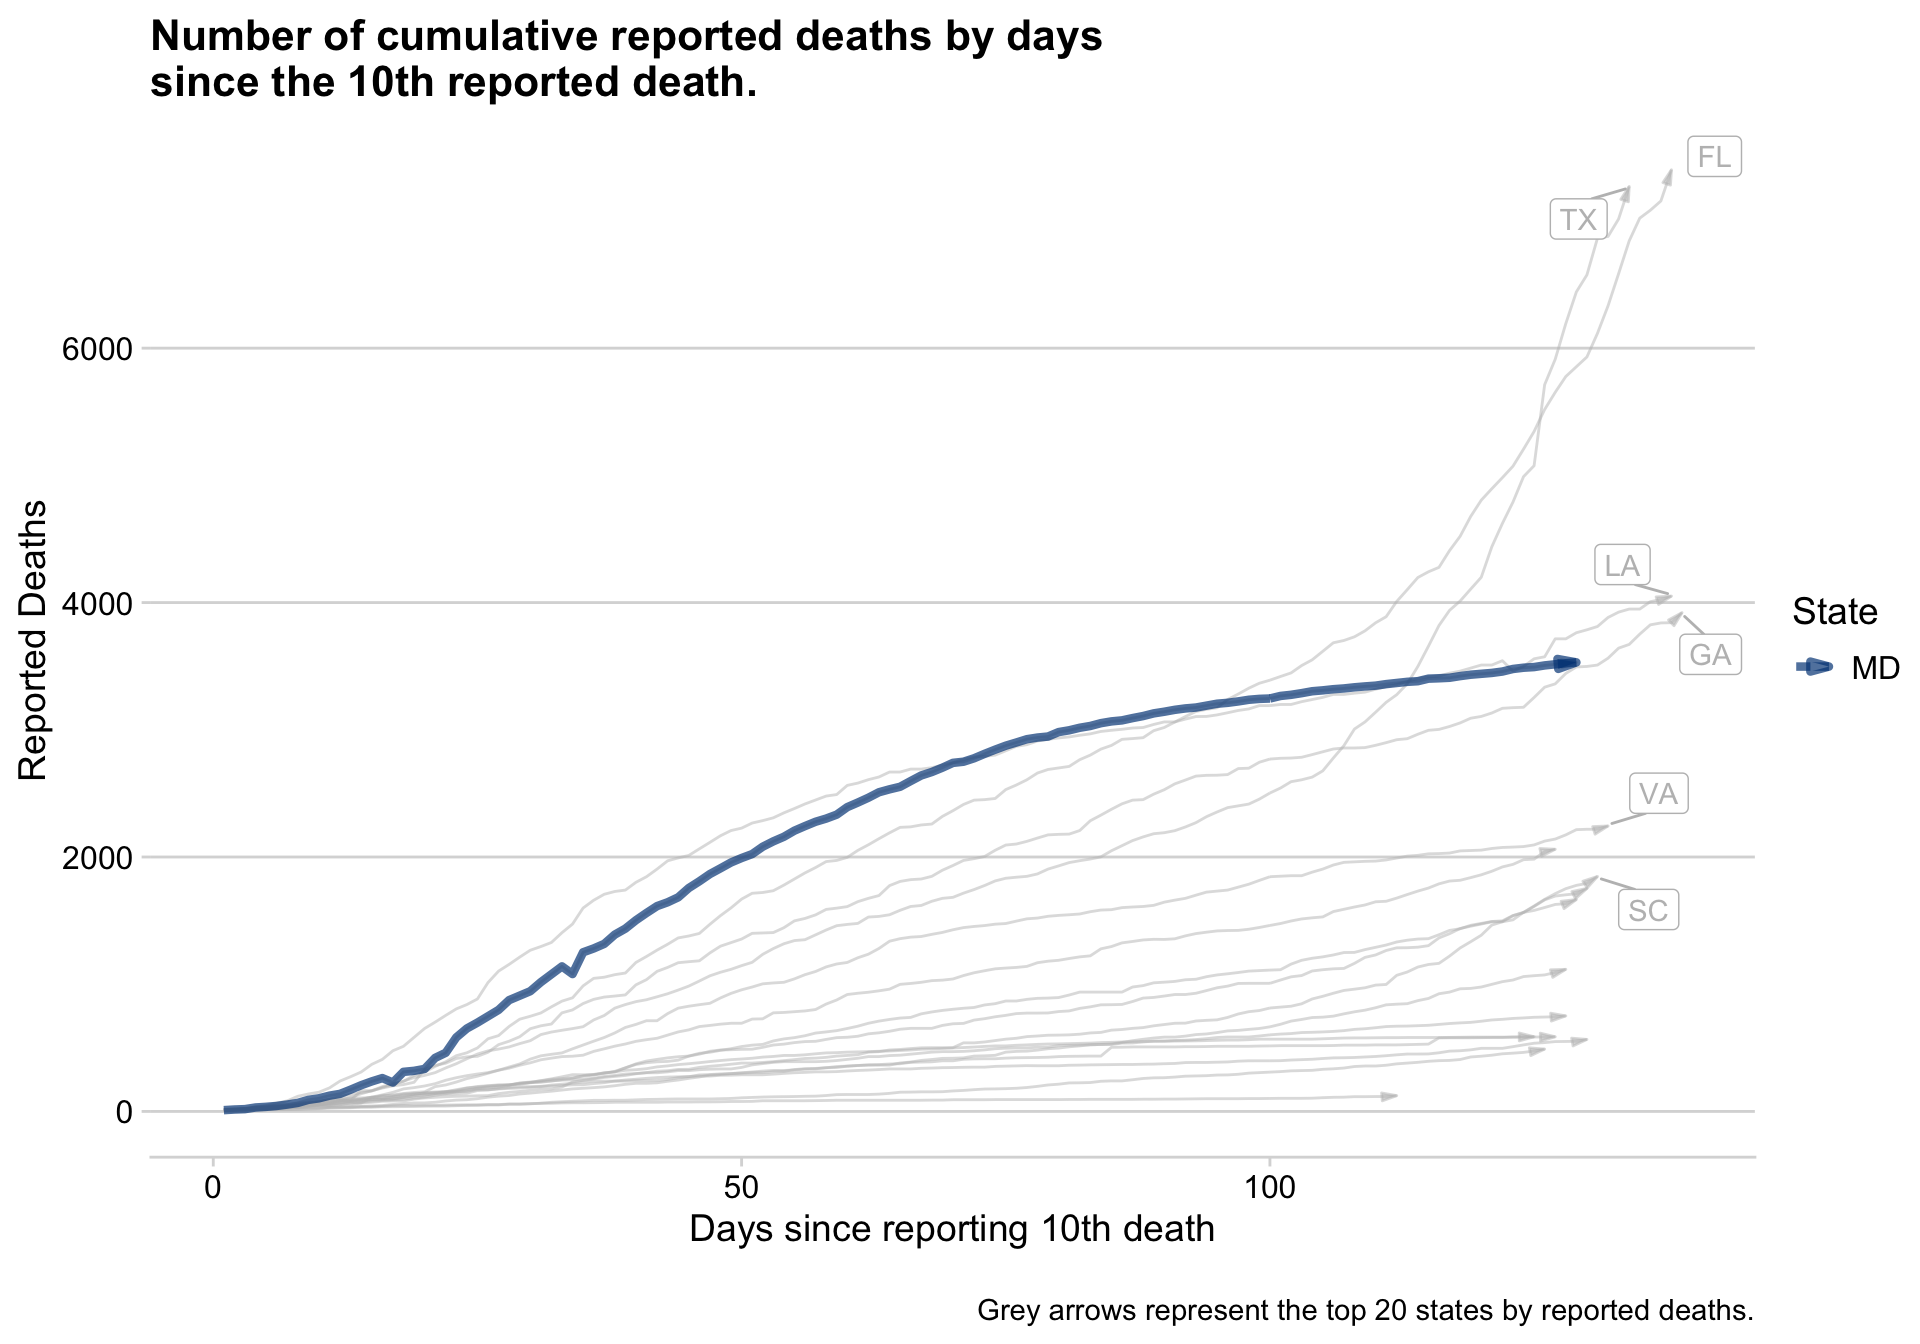 Number of cumulative reported deaths by days
since the 10th reported death.
FL
TX
6000
LA
4000
GA
VA
2000
SC
0
Reported Deaths
State
MD
0 50 100
Days since reporting 10th death
Grey arrows represent the top 20 states by reported deaths.